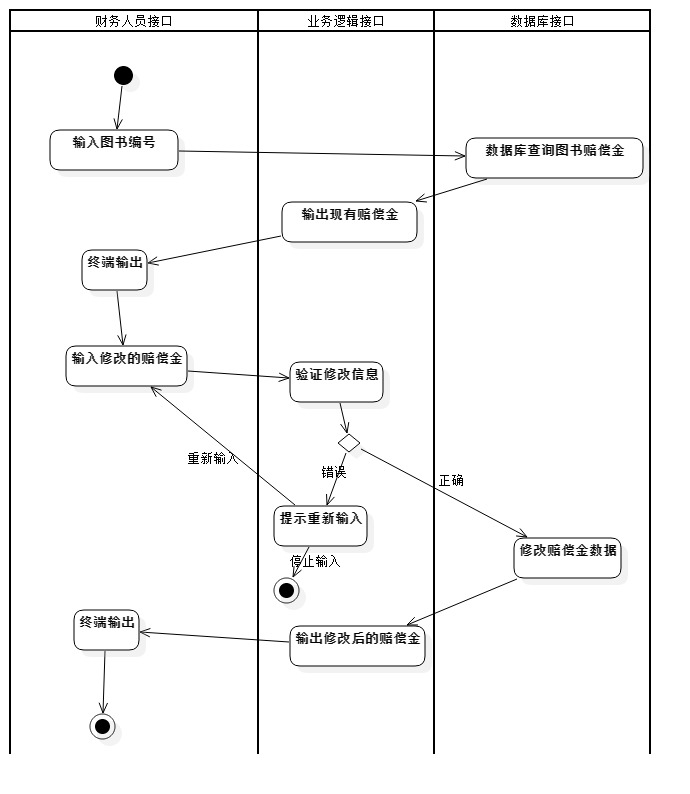 财务人员接口
业务逻辑接口
数据库接口
输入图书编号
数据库查询图书赔偿金
输出现有赔偿金
终端输出
输入修改的赔偿金
验证修改信息
重新输入
错误
正确
提示重新输入
修改赔偿金数据
停止输入
终端输出
输出修改后的赔偿金